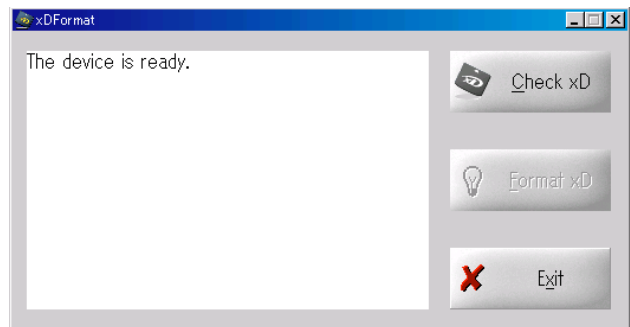 xDFormat
The device is ready.
Check xD
Format xD
Exit